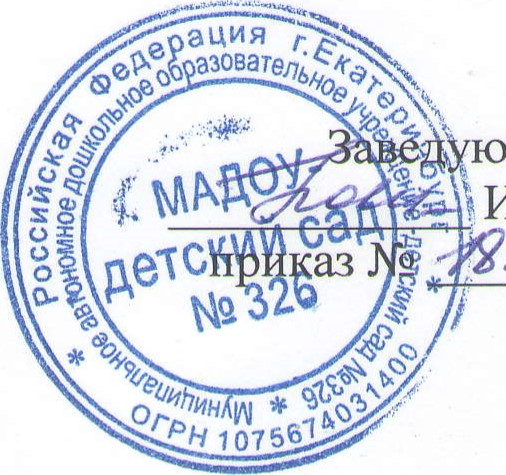 Российская Федерация г.Екатеринбург
* Муниципальное автономное дошкольное образовательное учреждение-детский сад №326 *
ОГРН 1075674031400
МАДОУ
детский сад
№ 326
Заведую
И
приказ № 18